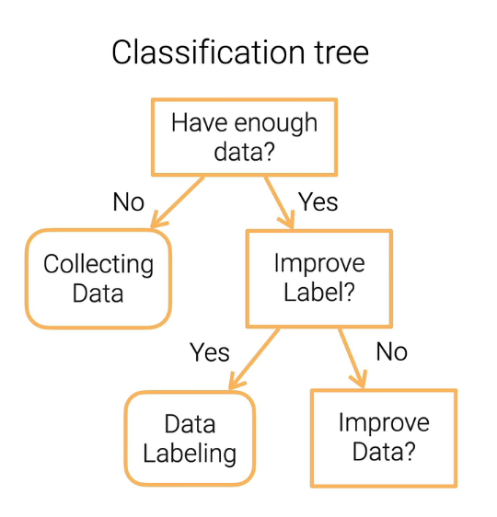 Classification tree
Have enough
data?
No
Yes
Collecting
Data
Improve
Label?
Yes
No
Data
Labeling
Improve
Data?